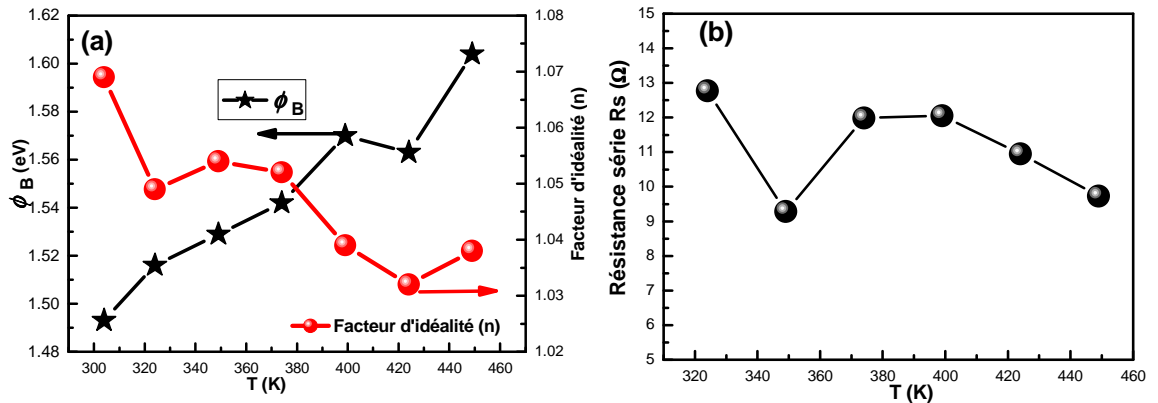 (a)
ϕ B
ϕ B (eV)
1.62
1.60
1.58
1.56
1.54
1.52
1.50
1.48
300 320 340 360 380 400 420 440 460
T (K)
Facteur d'idéalité (n)
1.08
1.07
1.06
1.05
1.04
1.03
1.02
Facteur d'idéalité (n)
(b)
Résistance série Rs (Ω)
15
14
13
12
11
10
9
8
7
6
5
320 340 360 380 400 420 440 460
T (K)